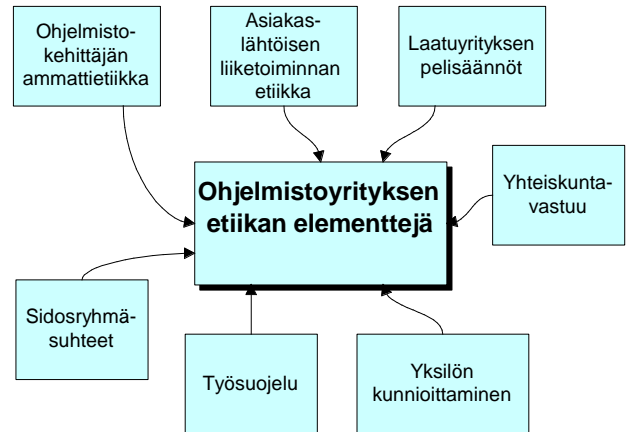 Ohjelmisto-
kehittäjän
ammattietiikka
Asiakas-
lähtöisen
liiketoiminnan
etiikka
Laatuyrityksen
pelisäännöt
Ohjelmistoyrityksen
etiikan elementtejä
Yhteiskunta-
vastuu
Sidosryhmä-
suhteet
Työsuojelu
Yksilön
kunnioittaminen